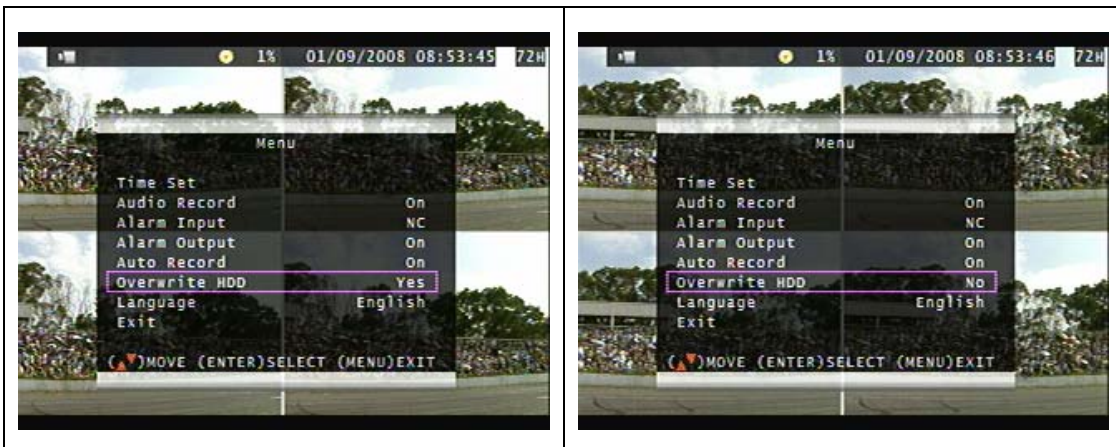 1% 01/09/2008 08:53:45 72H
Menu
Time Set
Audio Record On
Alarm Input NC
Alarm Output On
Auto Record On
Overwrite HDD Yes
Language English
Exit
(▲▼)MOVE (ENTER)SELECT (MENU)EXIT
1% 01/09/2008 08:53:46 72H
Menu
Time Set
Audio Record On
Alarm Input NC
Alarm Output On
Auto Record On
Overwrite HDD No
Language English
Exit
(▲▼)MOVE (ENTER)SELECT (MENU)EXIT